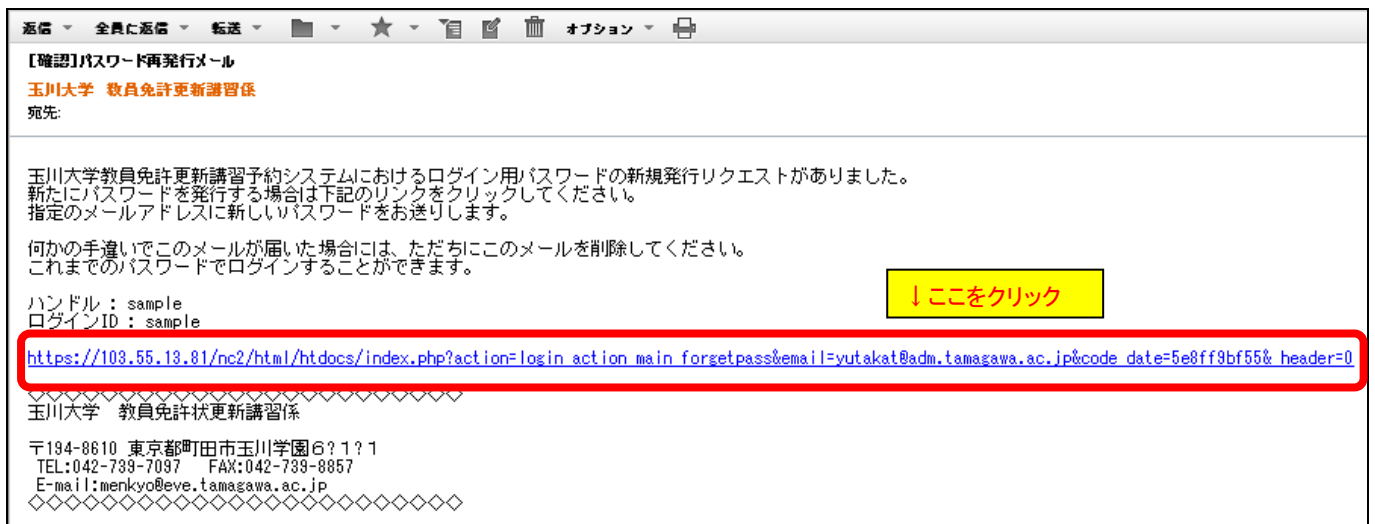 返信 全員に返信 転送 オプション
[確認]パスワード再発行メール
玉川大学 教員免許更新講習係
宛先:
玉川大学教員免許更新講習予約システムにおけるログイン用パスワードの新規発行リクエストがありました。
新たにパスワードを発行する場合は下記のリンクをクリックしてください。
指定のメールアドレスに新しいパスワードをお送りします。
何かの手違いでこのメールが届いた場合には、ただちにこのメールを削除してください。
これまでのパスワードでログインすることができます。
↓ここをクリック
ハンドル : sample
ログインID : sample
https://103.55.13.81/nc2/html/htdocs/index.php?action=login_action_main_forgetpass&email=yutakat@adm.tamagawa.ac.jp&code_date=5e8ff9bf55&_header=0
◇◇◇◇◇◇◇◇◇◇◇◇◇◇◇◇◇◇◇◇◇◇◇◇
玉川大学 教員免許状更新講習係
〒194-8610 東京都町田市玉川学園6?1?1
TEL:042-739-7097 FAX:042-739-8857
E-mail:menkyo@eve.tamagawa.ac.jp
◇◇◇◇◇◇◇◇◇◇◇◇◇◇◇◇◇◇◇◇◇◇◇◇